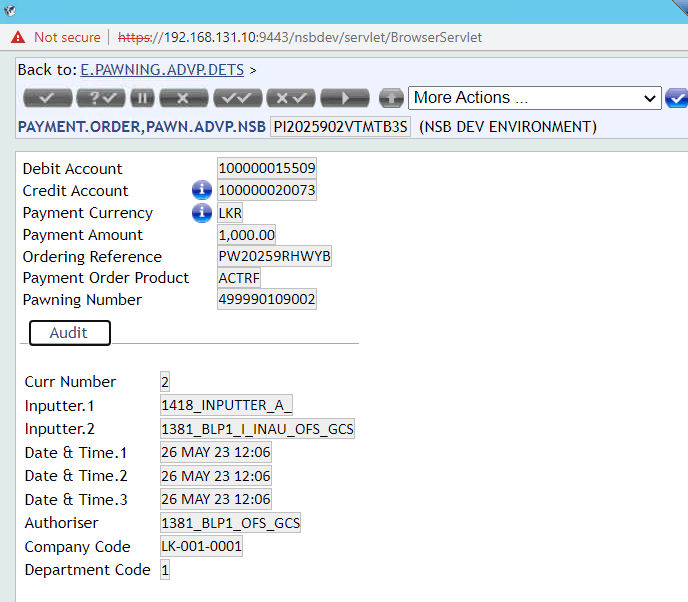 Not secure | https://192.168.131.10:9443/nsbdev/servlet/BrowserServlet
Back to: E.PAWNING.ADVP.DETS >
More Actions ...
PAYMENT.ORDER,PAWN.ADVP.NSB PI2025902VTMTB3S (NSB DEV ENVIRONMENT)
Debit Account 100000015509
Credit Account 100000020073
Payment Currency LKR
Payment Amount 1,000.00
Ordering Reference PW20259RHWYB
Payment Order Product ACTRF
Pawning Number 499990109002
Audit
Curr Number 2
Inputter.1 1418_INPUTTER_A_
Inputter.2 1381_BLP1_I_INAU_OFS_GCS
Date & Time.1 26 MAY 23 12:06
Date & Time.2 26 MAY 23 12:06
Date & Time.3 26 MAY 23 12:06
Authoriser 1381_BLP1_OFS_GCS
Company Code LK-001-0001
Department Code 1